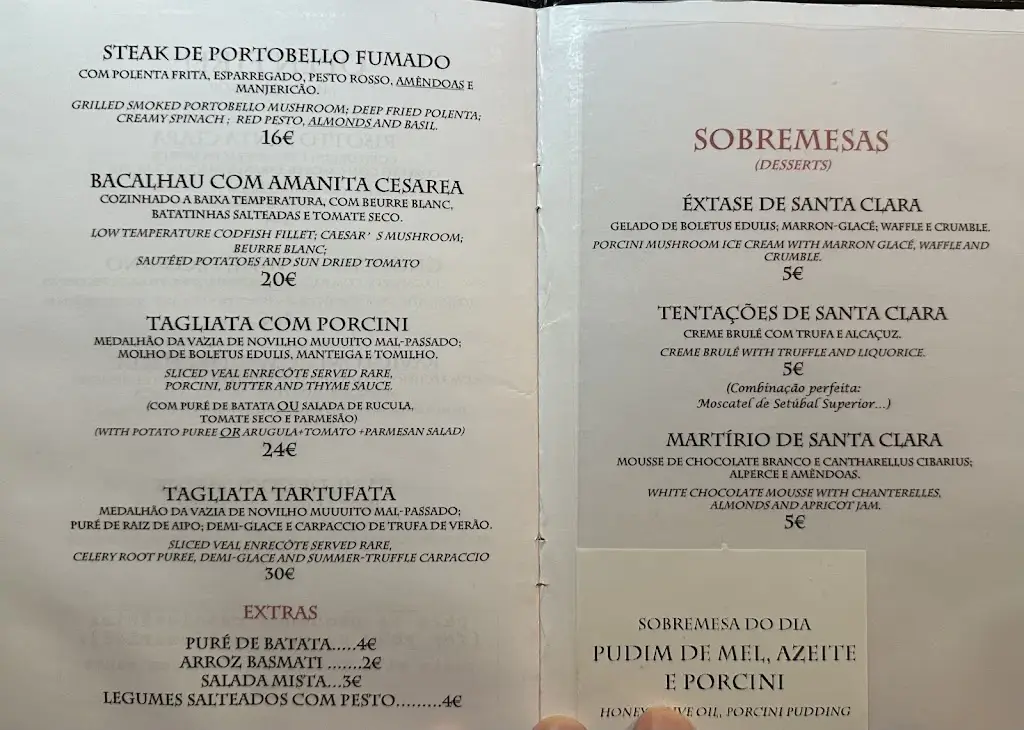 STEAK DE PORTOBELLO FUMADO
COM POLENTA FRITA, ESPARREGADO, PESTO ROSSO, AMÊNDOAS E
MANJERICÃO.
GRILLED SMOKED PORTOBELLO MUSHROOM; DEEP FRIED POLENTA;
CREAMY SPINACH ; RED PESTO, ALMONDS AND BASIL.
16€
BACALHAU COM AMANITA CESAREA
COZINHADO A BAIXA TEMPERATURA, COM BEURRE BLANC,
BATATINHAS SALTEADAS E TOMATE SECO.
LOW TEMPERATURE CODFISH FILLET; CAESAR' S MUSHROOM;
BEURRE BLANC;
SAUTÉED POTATOES AND SUN DRIED TOMATO
20€
TAGLIATA COM PORCINI
MEDALHÃO DA VAZIA DE NOVILHO MUUUITO MAL-PASSADO;
MOLHO DE BOLETUS EDULIS, MANTEIGA E TOMILHO.
SLICED VEAL ENRECÔTE SERVED RARE,
PORCINI, BUTTER AND THYME SAUCE.
(COM PURÉ DE BATATA OU SALADA DE RUCULA,
TOMATE SECO E PARMESÃO)
(WITH POTATO PUREE OR ARUGULA+TOMATO +PARMESAN SALAD)
24€
TAGLIATA TARTUFATA
MEDALHÃO DA VAZIA DE NOVILHO MUUUITO MAL-PASSADO;
PURÉ DE RAIZ DE AIPO; DEMI-GLACE E CARPACCIO DE TRUFA DE VERÃO.
SLICED VEAL ENRECÔTE SERVED RARE,
CELERY ROOT PUREE, DEMI-GLACE AND SUMMER-TRUFFLE CARPACCIO
30€
EXTRAS
PURÉ DE BATATA.....4€
ARROZ BASMATI .......2€
SALADA MISTA...3€
LEGUMES SALTEADOS COM PESTO.........4€
SOBREMESAS
(DESSERTS)
ÉXTASE DE SANTA CLARA
GELADO DE BOLETUS EDULIS; MARRON-GLACÉ; WAFFLE E CRUMBLE.
PORCINI MUSHROOM ICE CREAM WITH MARRON GLACÉ, WAFFLE AND
CRUMBLE.
5€
TENTAÇÕES DE SANTA CLARA
CREME BRULÉ COM TRUFA E ALCAÇUZ.
CREME BRULÉ WITH TRUFFLE AND LIQUORICE.
5€
(Combinação perfeita:
Moscatel de Setúbal Superior...)
MARTÍRIO DE SANTA CLARA
MOUSSE DE CHOCOLATE BRANCO E CANTHARELLUS CIBARIUS;
ALPERCE E AMÊNDOAS.
WHITE CHOCOLATE MOUSSE WITH CHANTERELLES,
ALMONDS AND APRICOT JAM.
5€
SOBREMESA DO DIA
PUDIM DE MEL, AZEITE
E PORCINI
HONEY OIL, PORCINI PUDDING